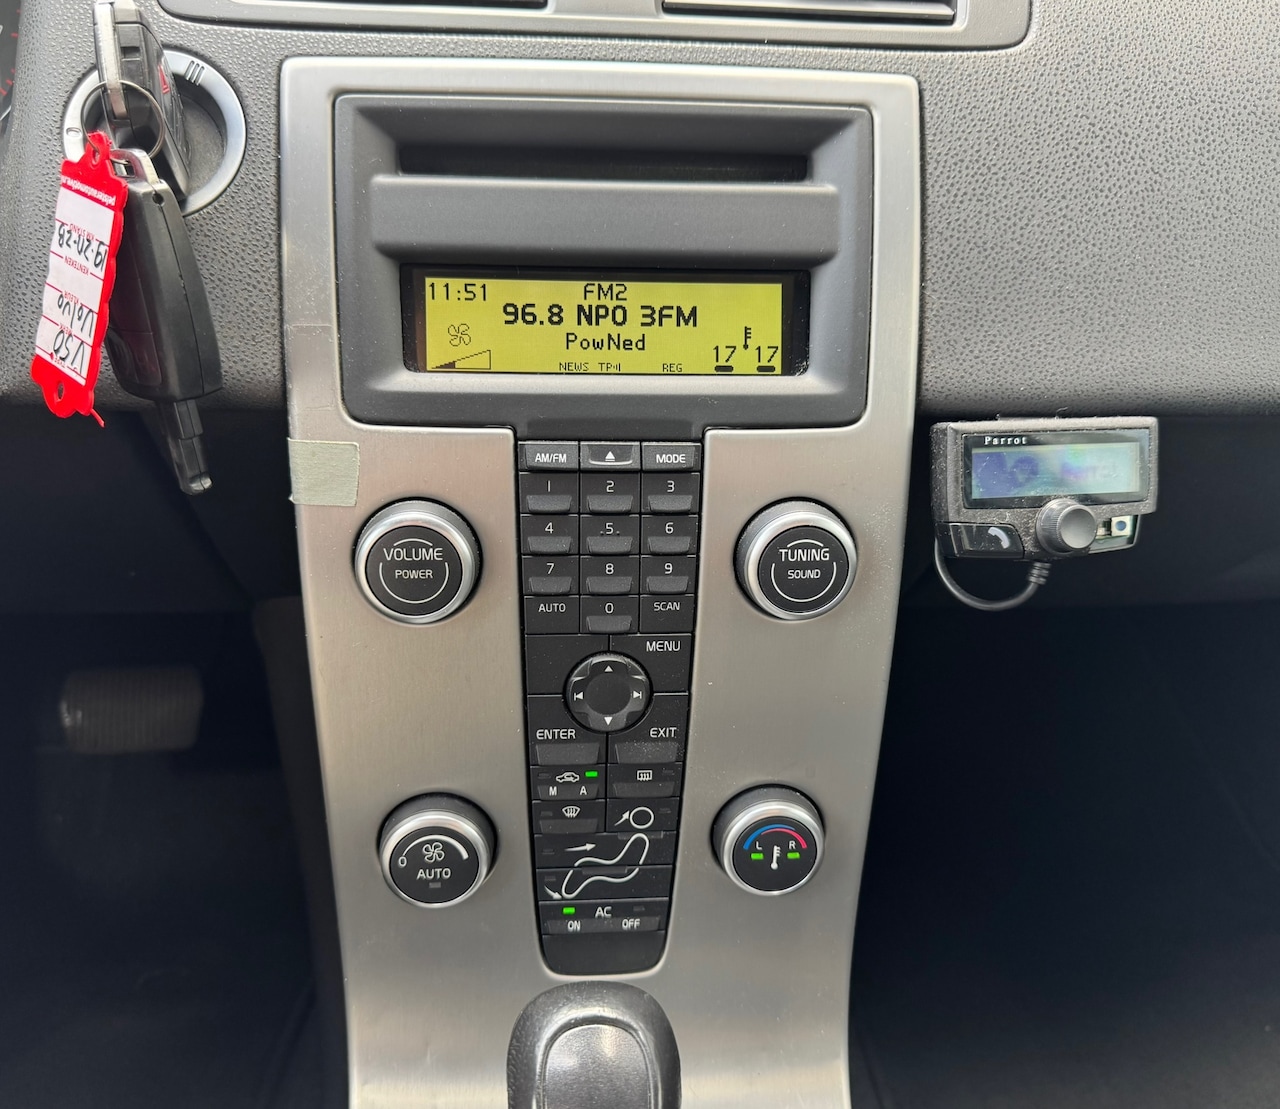 11:51
FM2
96.8 NPO 3FM
PowNed
NEWS TP REG
17 17
AM/FM
MODE
1 2 3
4 5 6
7 8 9
AUTO 0 SCAN
MENU
ENTER EXIT
M A
AC
ON OFF
VOLUME
POWER
TUNING
SOUND
0
AUTO
L R
Parrot
KENTEKEN
Volvo
V50